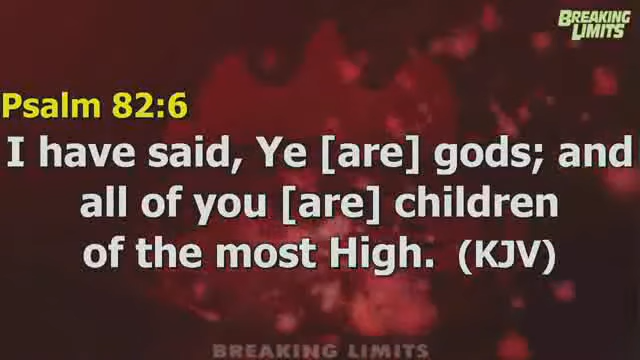 BREAKING
LIMITS
Psalm 82:6
I have said, Ye [are] gods; and
all of you [are] children
of the most High. (KJV)
BREAKING LIMITS